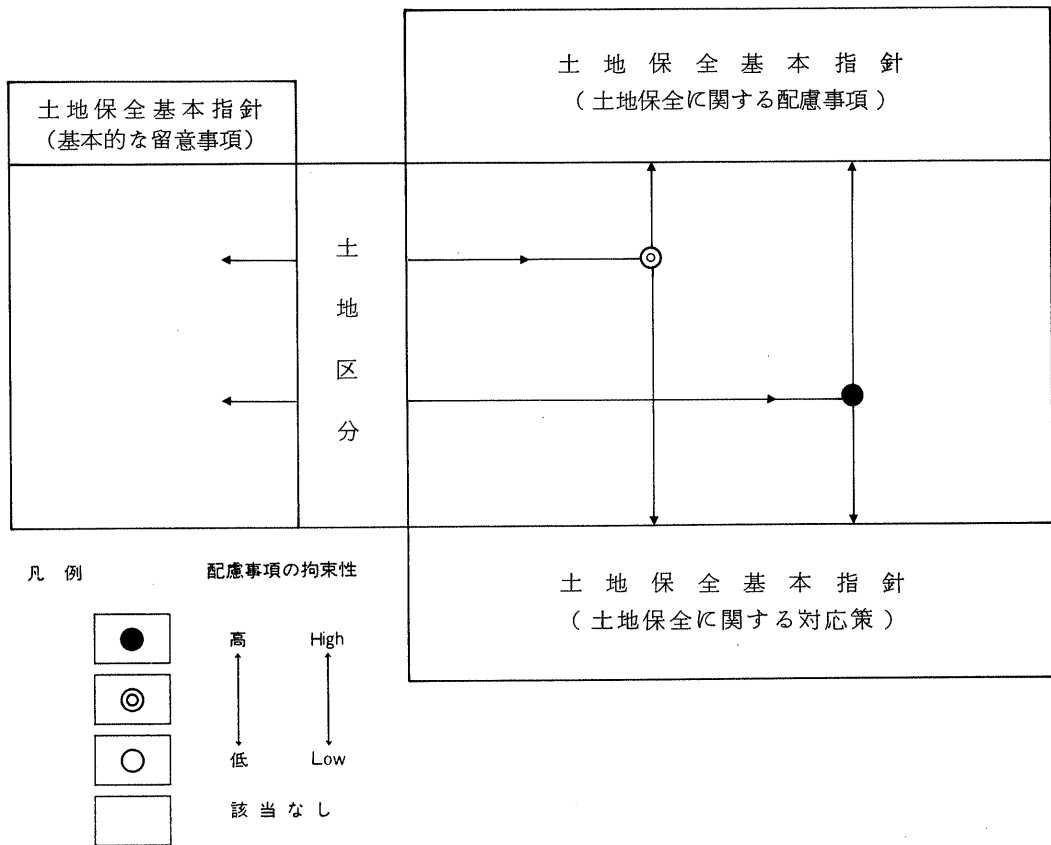 土地保全基本指針
（土地保全に関する配慮事項）
土地保全基本指針
（基本的な留意事項）
土地区分
土地保全基本指針
（土地保全に関する対応策）
凡例
配慮事項の拘束性
高 High
低 Low
該当なし